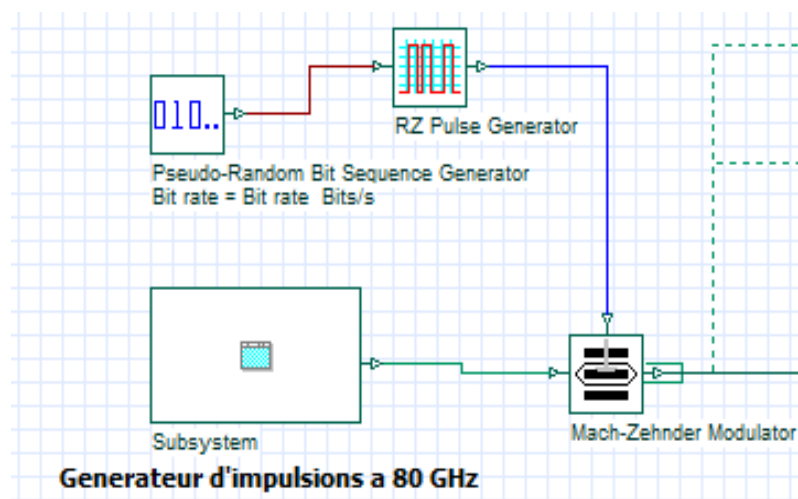 010..
RZ Pulse Generator
Pseudo-Random Bit Sequence Generator
Bit rate = Bit rate  Bits/s
Subsystem
Mach-Zehnder Modulator
Generateur d'impulsions a 80 GHz